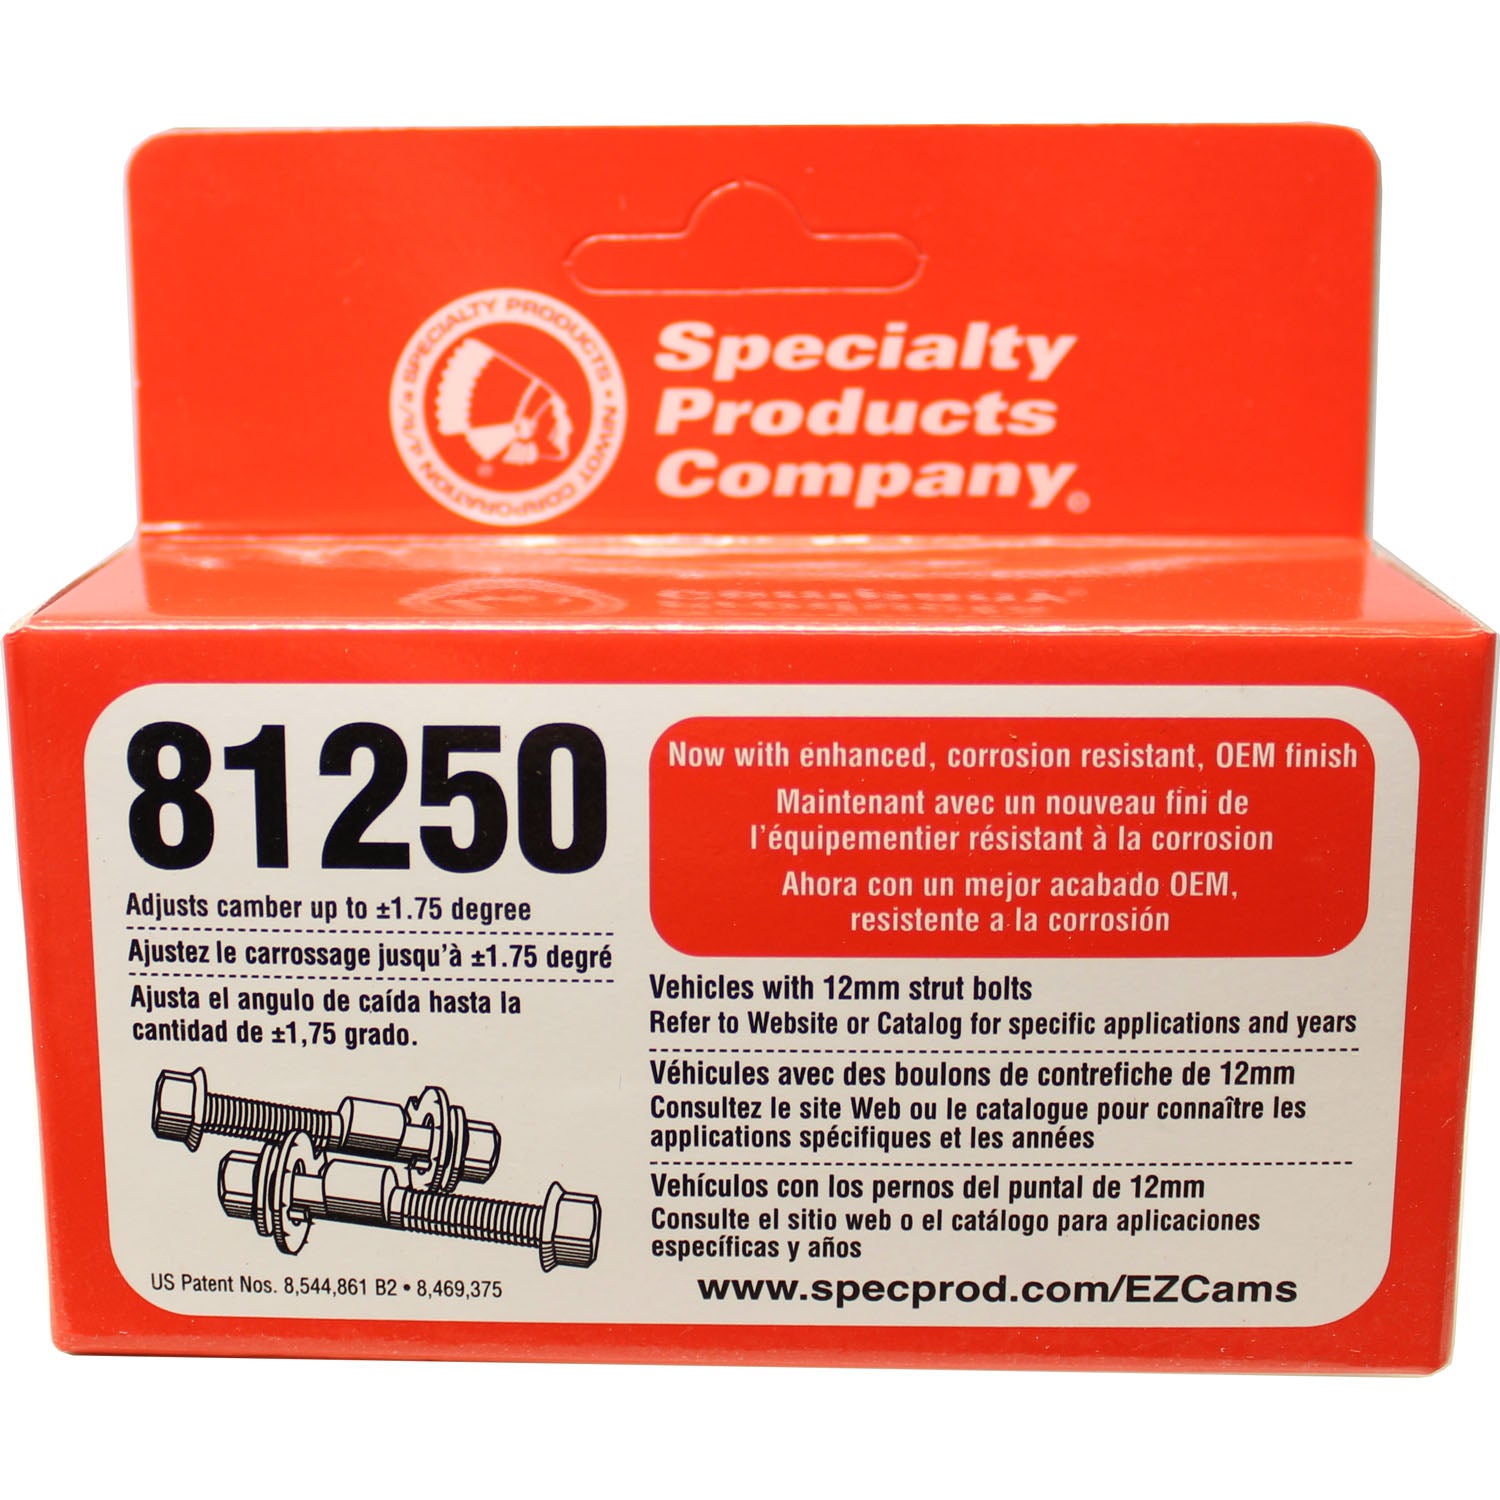 SPECIALTY PRODUCTS • NEWDT CORPORATION d/b/a
Specialty
Products
Company®
81250
Adjusts camber up to ±1.75 degree
Ajustez le carrossage jusqu'à ±1.75 degré
Ajusta el angulo de caída hasta la
cantidad de ±1,75 grado.
US Patent Nos. 8,544,861 B2 • 8,469,375
Now with enhanced, corrosion resistant, OEM finish
Maintenant avec un nouveau fini de
l'équipementier résistant à la corrosion
Ahora con un mejor acabado OEM,
resistente a la corrosión
Vehicles with 12mm strut bolts
Refer to Website or Catalog for specific applications and years
Véhicules avec des boulons de contrefiche de 12mm
Consultez le site Web ou le catalogue pour connaître les
applications spécifiques et les années
Vehículos con los pernos del puntal de 12mm
Consulte el sitio web o el catálogo para aplicaciones
específicas y años
www.specprod.com/EZCams